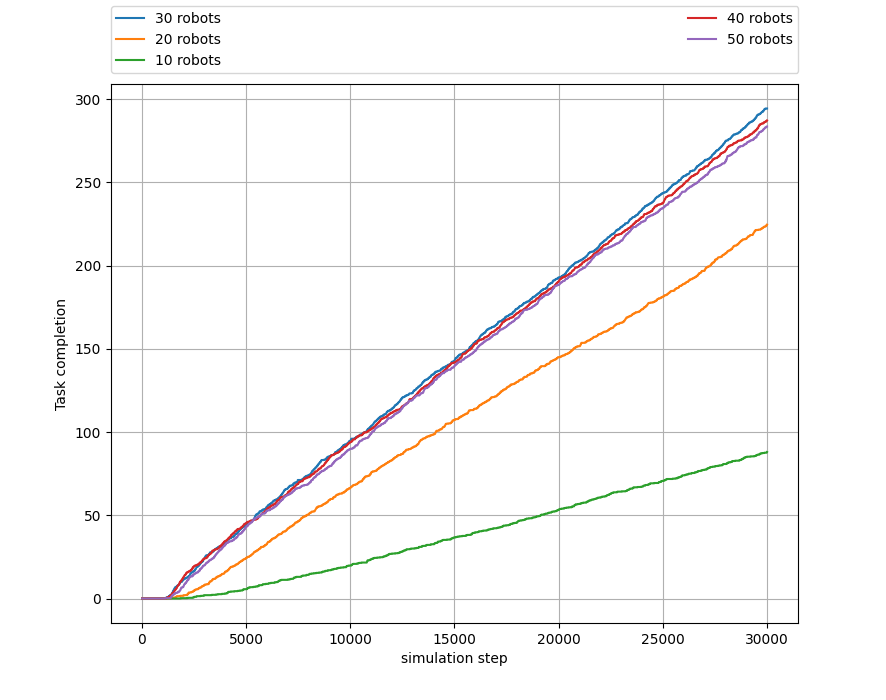 30 robots
20 robots
10 robots
40 robots
50 robots
300
250
200
150
100
50
0
Task completion
0 5000 10000 15000 20000 25000 30000
simulation step